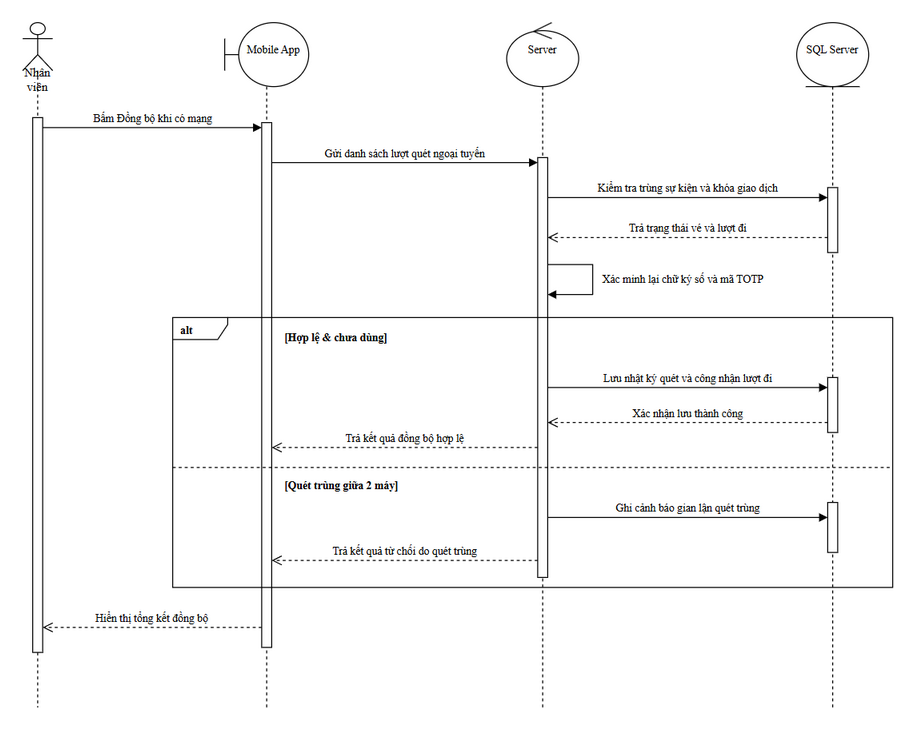 Nhân
viên
Mobile App
Server
SQL Server
Bấm Đồng bộ khi có mạng
Gửi danh sách lượt quét ngoại tuyến
Kiểm tra trùng sự kiện và khóa giao dịch
Trả trạng thái vé và lượt đi
Xác minh lại chữ ký số và mã TOTP
alt
[Hợp lệ & chưa dùng]
Lưu nhật ký quét và công nhận lượt đi
Xác nhận lưu thành công
Trả kết quả đồng bộ hợp lệ
[Quét trùng giữa 2 máy]
Ghi cảnh báo gian lận quét trùng
Trả kết quả từ chối do quét trùng
Hiển thị tổng kết đồng bộ